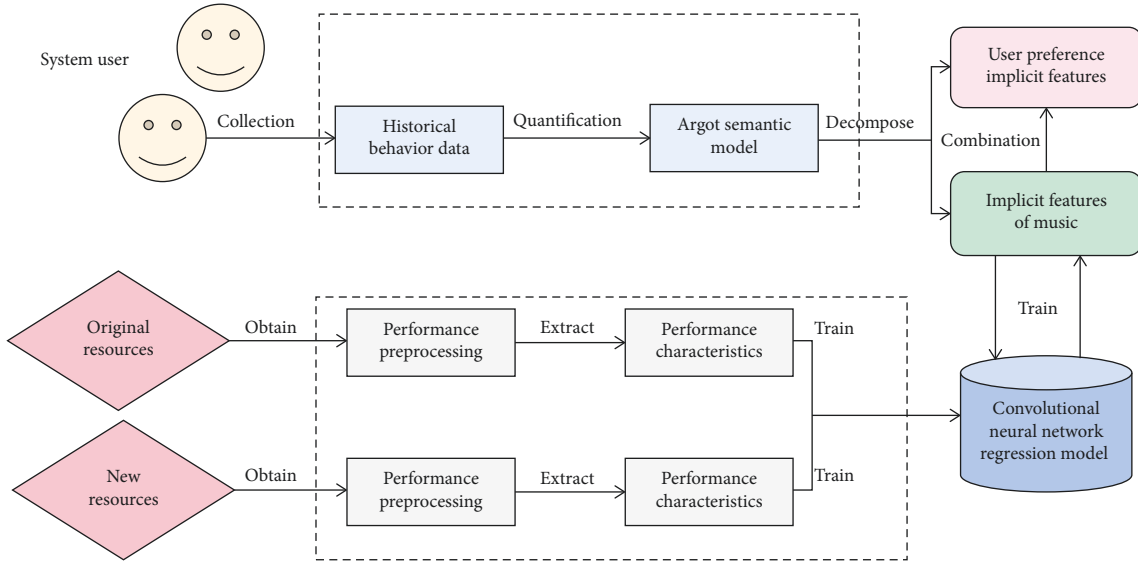 System user
Collection
Historical
behavior data
Quantification
Argot semantic
model
Decompose
User preference
implicit features
Combination
Implicit features
of music
Train
Original
resources
Obtain
Performance
preprocessing
Extract
Performance
characteristics
Train
Convolutional
neural network
regression model
New
resources
Obtain
Performance
preprocessing
Extract
Performance
characteristics
Train